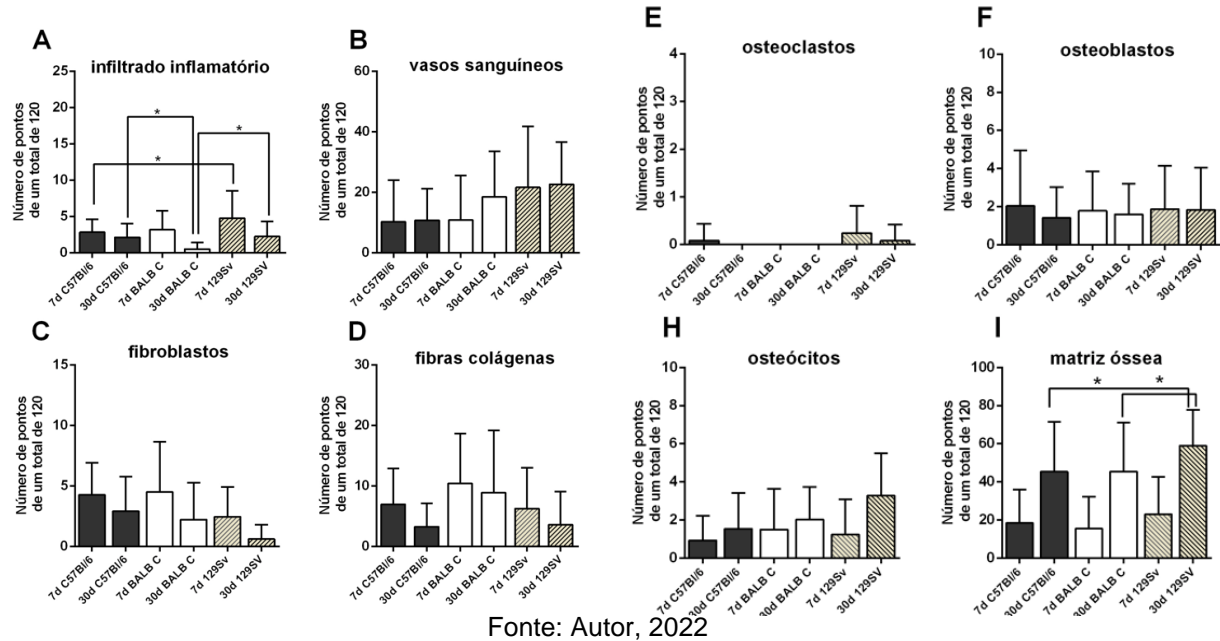 A
infiltrado inflamatório
Número de pontos
de um total de 120
25
20
15
10
5
0
*
*
*
7d C57Bl/6
30d C57Bl/6
7d BALB C
30d BALB C
7d 129Sv
30d 129SV
B
vasos sanguíneos
Número de pontos
de um total de 120
60
40
20
0
7d C57Bl/6
30d C57Bl/6
7d BALB C
30d BALB C
7d 129Sv
30d 129SV
E
osteoclastos
Número de pontos
de um total de 120
4
3
2
1
0
7d C57Bl/6
30d C57Bl/6
7d BALB C
30d BALB C
7d 129Sv
30d 129SV
F
osteoblastos
Número de pontos
de um total de 120
10
8
6
4
2
0
7d C57Bl/6
30d C57Bl/6
7d BALB C
30d BALB C
7d 129Sv
30d 129SV
C
fibroblastos
Número de pontos
de um total de 120
15
10
5
0
7d C57Bl/6
30d C57Bl/6
7d BALB C
30d BALB C
7d 129Sv
30d 129SV
D
fibras colágenas
Número de pontos
de um total de 120
30
20
10
0
7d C57Bl/6
30d C57Bl/6
7d BALB C
30d BALB C
7d 129Sv
30d 129SV
H
osteócitos
Número de pontos
de um total de 120
10
8
6
4
2
0
7d C57Bl/6
30d C57Bl/6
7d BALB C
30d BALB C
7d 129Sv
30d 129SV
I
matriz óssea
Número de pontos
de um total de 120
100
80
60
40
20
0
*
*
7d C57Bl/6
30d C57Bl/6
7d BALB C
30d BALB C
7d 129Sv
30d 129SV
Fonte: Autor, 2022